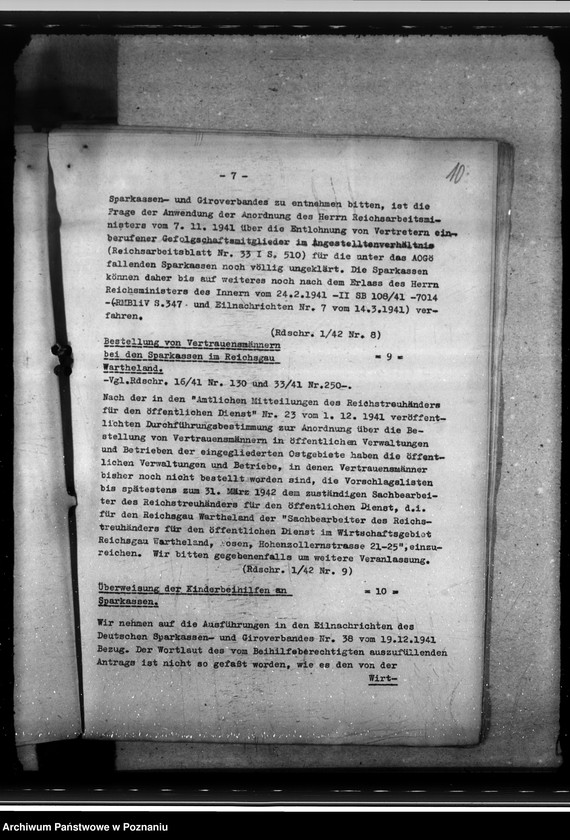 - 7 -
10.
Sparkassen- und Giroverbandes zu entnehmen bitten, ist die
Frage der Anwendung der Anordnung des Herrn Reichsarbeitsmi-
nisters vom 7. 11. 1941 über die Entlohnung von Vertretern ein-
berufener Gefolgschaftsmitglieder im Angestelltenverhältnis
(Reichsarbeitsblatt Nr. 33 I S. 510) für die unter das AOGÖ
fallenden Sparkassen noch völlig ungeklärt. Die Sparkassen
können daher bis auf weiteres noch nach dem Erlass des Herrn
Reichsministers des Innern vom 24.2.1941 -II SB 108/41 -7014
-(RMBliV S.347 und Eilnachrichten Nr. 7 vom 14.3.1941) ver-
fahren.
(Rdschr. 1/42 Nr. 8)
Bestellung von Vertrauensmännern
bei den Sparkassen im Reichsgau = 9 =
Wartheland.
-Vgl.Rdschr. 16/41 Nr. 130 und 33/41 Nr.250-.
Nach der in den "Amtlichen Mitteilungen des Reichstreuhänders
für den öffentlichen Dienst" Nr. 23 vom 1. 12. 1941 veröffent-
lichten Durchführungsbestimmung zur Anordnung über die Be-
stellung von Vertrauensmännern in öffentlichen Verwaltungen
und Betrieben der eingegliederten Ostgebiete haben die öffent-
lichen Verwaltungen und Betriebe, in denen Vertrauensmänner
bisher noch nicht bestellt worden sind, die Vorschlagslisten
bis spätestens zum 31. März 1942 dem zuständigen Sachbearbei-
ter des Reichstreuhänders für den öffentlichen Dienst, d.i.
für den Reichsgau Wartheland der "Sachbearbeiter des Reichs-
treuhänders für den öffentlichen Dienst im Wirtschaftsgebiet
Reichsgau Wartheland, Posen, Hohenzollernstrasse 21-25",einzu-
reichen. Wir bitten gegebenenfalls um weitere Veranlassung.
(Rdschr. 1/42 Nr. 9)
Überweisung der Kinderbeihilfen an = 10 =
Sparkassen.
Wir nehmen auf die Ausführungen in den Eilnachrichten des
Deutschen Sparkassen- und Giroverbandes Nr. 38 vom 19.12.1941
Bezug. Der Wortlaut des vom Beihilfsberechtigten auszufüllenden
Antrags ist nicht so gefaßt worden, wie es den von der
Wirt-
Archiwum Państwowe w Poznaniu